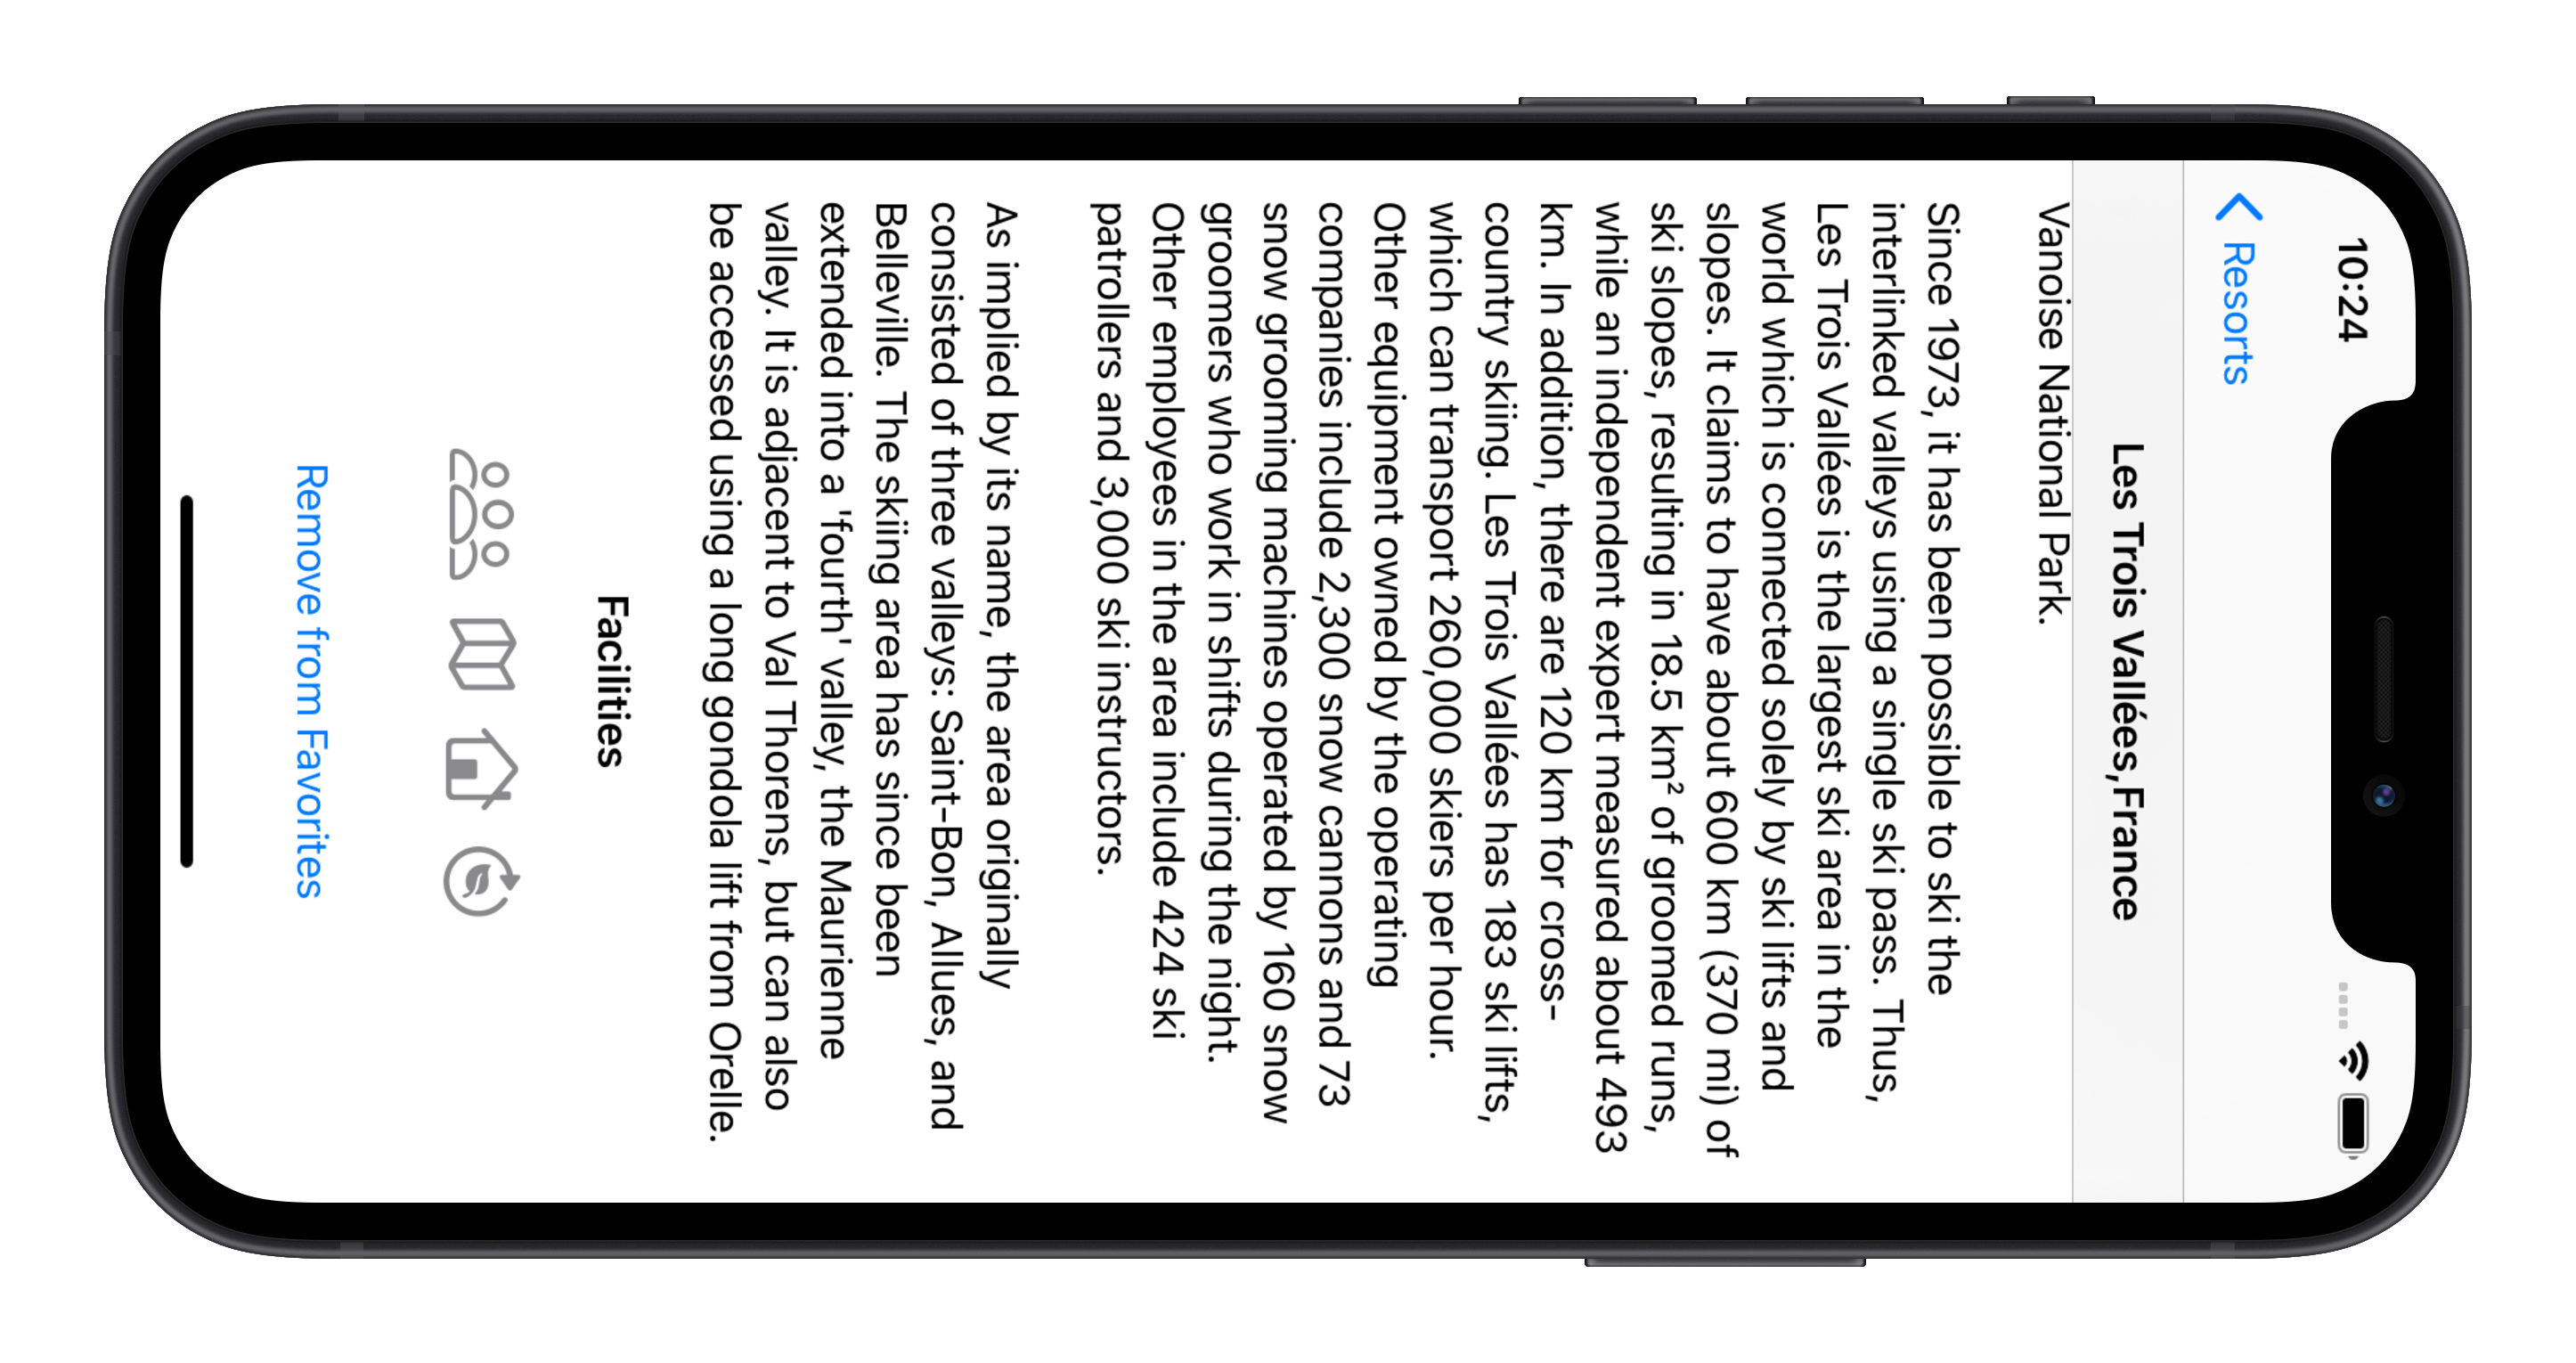 10:24
Resorts
Les Trois Vallées,France
Vanoise National Park.
Since 1973, it has been possible to ski the
interlinked valleys using a single ski pass. Thus,
Les Trois Vallées is the largest ski area in the
world which is connected solely by ski lifts and
slopes. It claims to have about 600 km (370 mi) of
ski slopes, resulting in 18.5 km² of groomed runs,
while an independent expert measured about 493
km. In addition, there are 120 km for cross-
country skiing. Les Trois Vallées has 183 ski lifts,
which can transport 260,000 skiers per hour.
Other equipment owned by the operating
companies include 2,300 snow cannons and 73
snow grooming machines operated by 160 snow
groomers who work in shifts during the night.
Other employees in the area include 424 ski
patrollers and 3,000 ski instructors.
As implied by its name, the area originally
consisted of three valleys: Saint-Bon, Allues, and
Belleville. The skiing area has since been
extended into a 'fourth' valley, the Maurienne
valley. It is adjacent to Val Thorens, but can also
be accessed using a long gondola lift from Orelle.
Facilities
Remove from Favorites